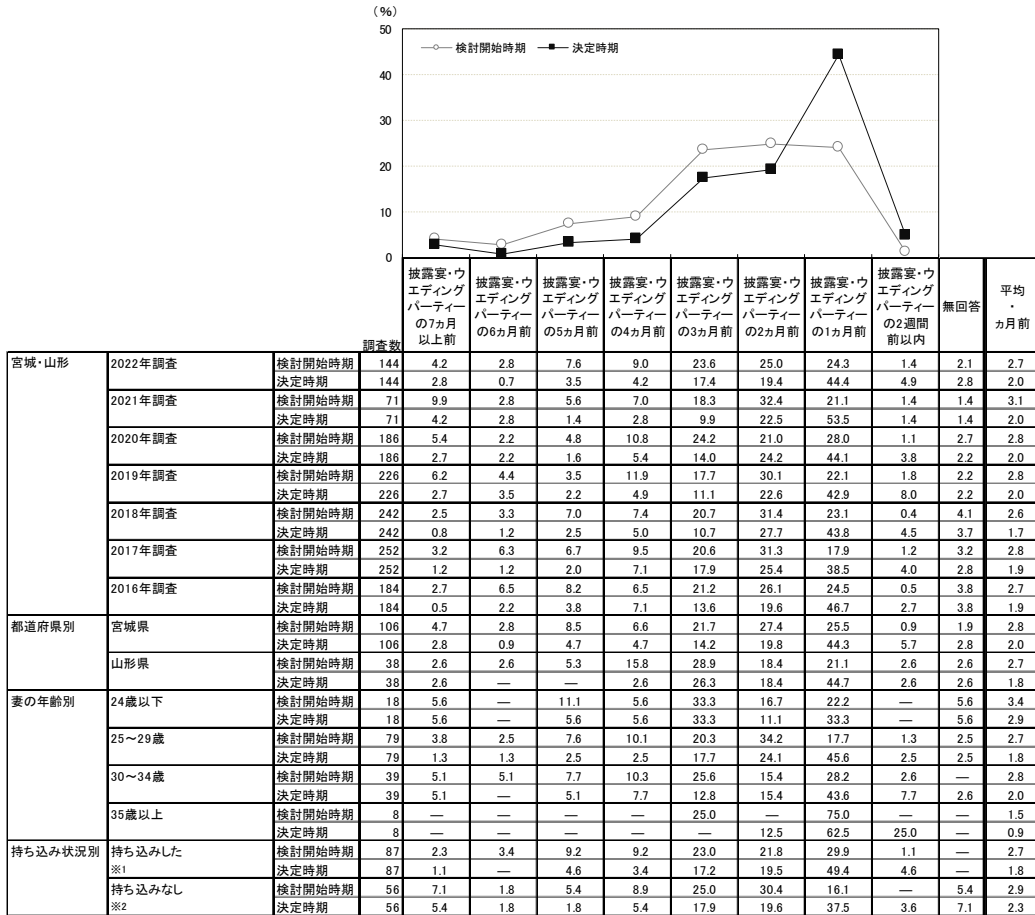 (%)
50
40
30
20
10
0
検討開始時期 決定時期
調査数 披露宴・ウエディングパーティーの7ヵ月以上前 披露宴・ウエディングパーティーの6ヵ月前 披露宴・ウエディングパーティーの5ヵ月前 披露宴・ウエディングパーティーの4ヵ月前 披露宴・ウエディングパーティーの3ヵ月前 披露宴・ウエディングパーティーの2ヵ月前 披露宴・ウエディングパーティーの1ヵ月前 披露宴・ウエディングパーティーの2週間前以内 無回答 平均・ヵ月前
宮城・山形 2022年調査 検討開始時期 144 4.2 2.8 7.6 9.0 23.6 25.0 24.3 1.4 2.1 2.7
決定時期 144 2.8 0.7 3.5 4.2 17.4 19.4 44.4 4.9 2.8 2.0
2021年調査 検討開始時期 71 9.9 2.8 5.6 7.0 18.3 32.4 21.1 1.4 1.4 3.1
決定時期 71 4.2 2.8 1.4 2.8 9.9 22.5 53.5 1.4 1.4 2.0
2020年調査 検討開始時期 186 5.4 2.2 4.8 10.8 24.2 21.0 28.0 1.1 2.7 2.8
決定時期 186 2.7 2.2 1.6 5.4 14.0 24.2 44.1 3.8 2.2 2.0
2019年調査 検討開始時期 226 6.2 4.4 3.5 11.9 17.7 30.1 22.1 1.8 2.2 2.8
決定時期 226 2.7 3.5 2.2 4.9 11.1 22.6 42.9 8.0 2.2 2.0
2018年調査 検討開始時期 242 2.5 3.3 7.0 7.4 20.7 31.4 23.1 0.4 4.1 2.6
決定時期 242 0.8 1.2 2.5 5.0 10.7 27.7 43.8 4.5 3.7 1.7
2017年調査 検討開始時期 252 3.2 6.3 6.7 9.5 20.6 31.3 17.9 1.2 3.2 2.8
決定時期 252 1.2 1.2 2.0 7.1 17.9 25.4 38.5 4.0 2.8 1.9
2016年調査 検討開始時期 184 2.7 6.5 8.2 6.5 21.2 26.1 24.5 0.5 3.8 2.7
決定時期 184 0.5 2.2 3.8 7.1 13.6 19.6 46.7 2.7 3.8 1.9
都道府県別 宮城県 検討開始時期 106 4.7 2.8 8.5 6.6 21.7 27.4 25.5 0.9 1.9 2.8
決定時期 106 2.8 0.9 4.7 4.7 14.2 19.8 44.3 5.7 2.8 2.0
山形県 検討開始時期 38 2.6 2.6 5.3 15.8 28.9 18.4 21.1 2.6 2.6 2.7
決定時期 38 2.6 — — 2.6 26.3 18.4 44.7 2.6 2.6 1.8
妻の年齢別 24歳以下 検討開始時期 18 5.6 — 11.1 5.6 33.3 16.7 22.2 — 5.6 3.4
決定時期 18 5.6 — 5.6 5.6 33.3 11.1 33.3 — 5.6 2.9
25～29歳 検討開始時期 79 3.8 2.5 7.6 10.1 20.3 34.2 17.7 1.3 2.5 2.7
決定時期 79 1.3 1.3 2.5 2.5 17.7 24.1 45.6 2.5 2.5 1.8
30～34歳 検討開始時期 39 5.1 5.1 7.7 10.3 25.6 15.4 28.2 2.6 — 2.8
決定時期 39 5.1 — 5.1 7.7 12.8 15.4 43.6 7.7 2.6 2.0
35歳以上 検討開始時期 8 — — — — 25.0 — 75.0 — — 1.5
決定時期 8 — — — — — 12.5 62.5 25.0 — 0.9
持ち込み状況別 持ち込みした 検討開始時期 87 2.3 3.4 9.2 9.2 23.0 21.8 29.9 1.1 — 2.7
※1 決定時期 87 1.1 — 4.6 3.4 17.2 19.5 49.4 4.6 — 1.8
持ち込みなし 検討開始時期 56 7.1 1.8 5.4 8.9 25.0 30.4 16.1 — 5.4 2.9
※2 決定時期 56 5.4 1.8 1.8 5.4 17.9 19.6 37.5 3.6 7.1 2.3